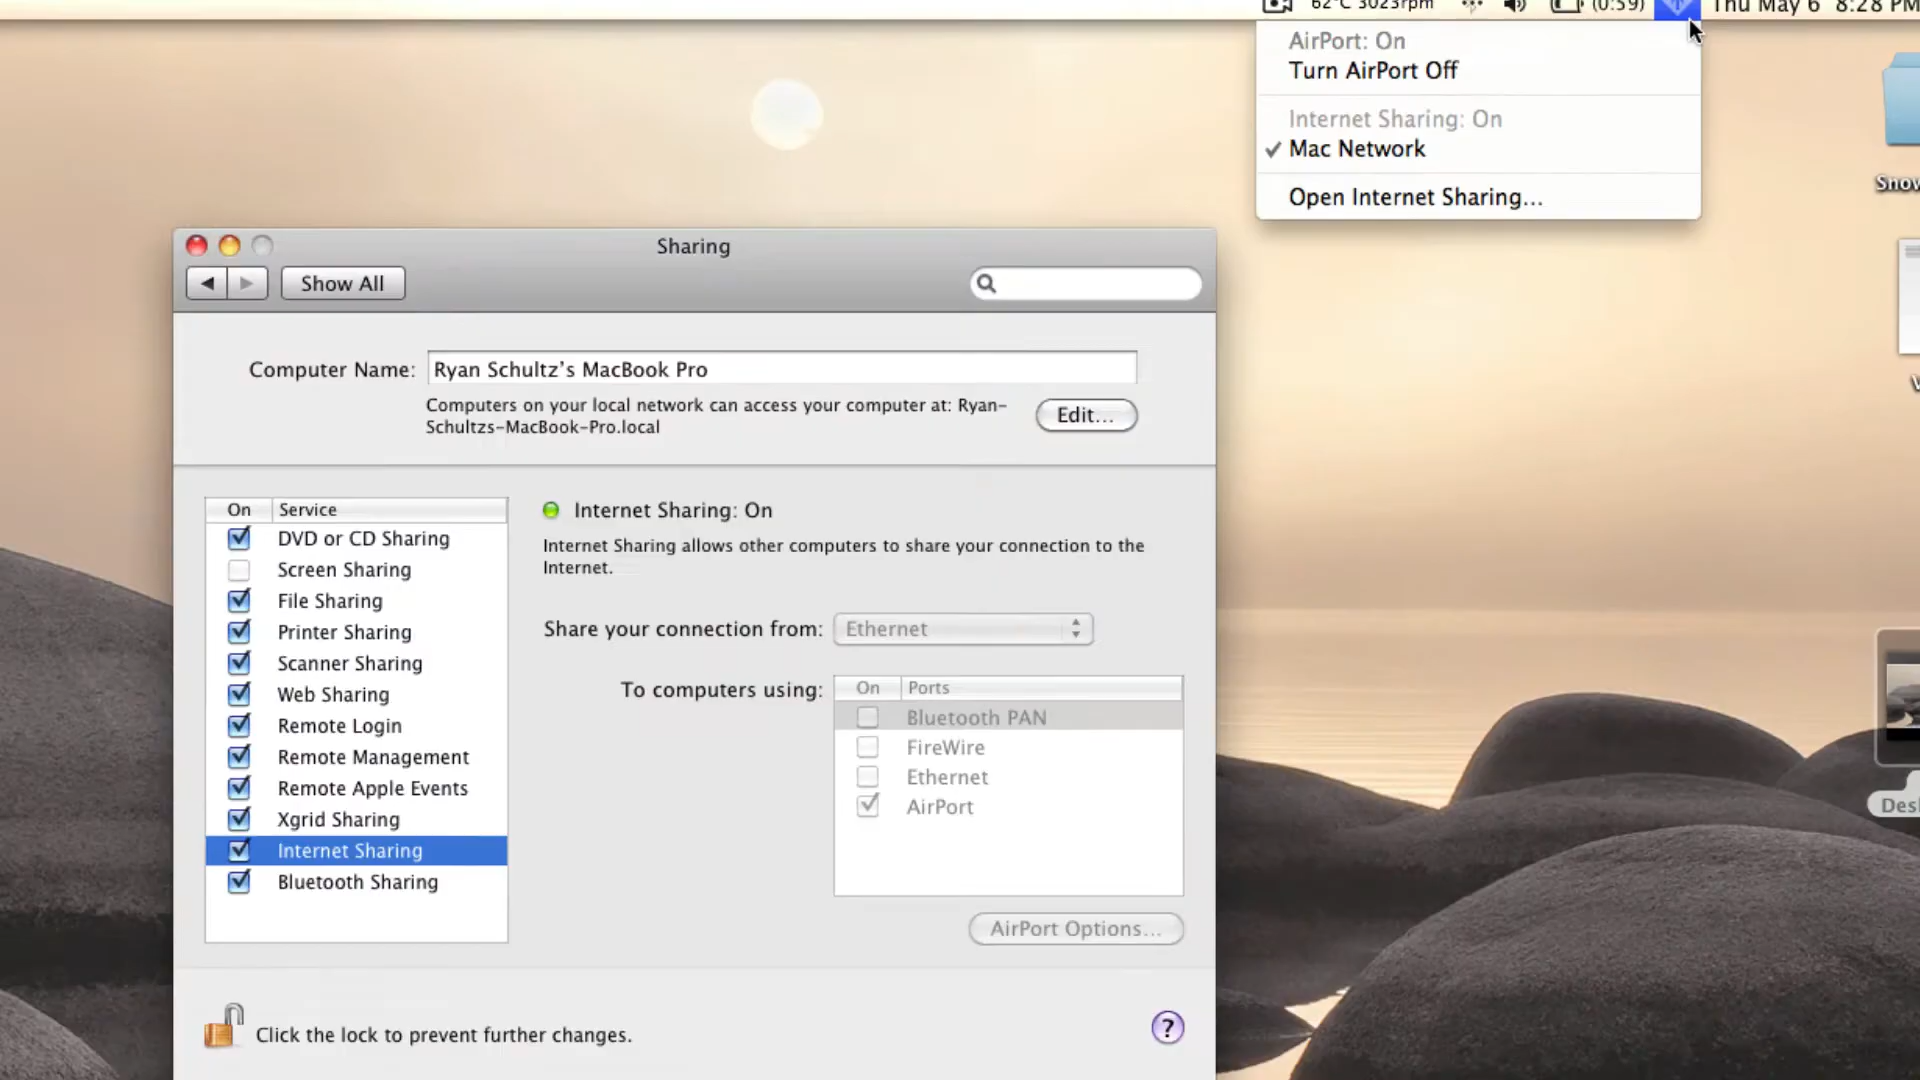 62°C 3023rpm (0:59) Thu May 6 8:28 PM
AirPort: On
Turn AirPort Off
Internet Sharing: On
✓ Mac Network
Open Internet Sharing...
Sharing
Show All
Computer Name: Ryan Schultz's MacBook Pro
Computers on your local network can access your computer at: Ryan-
Schultzs-MacBook-Pro.local
Edit...
On Service
DVD or CD Sharing
Screen Sharing
File Sharing
Printer Sharing
Scanner Sharing
Web Sharing
Remote Login
Remote Management
Remote Apple Events
Xgrid Sharing
Internet Sharing
Bluetooth Sharing
Internet Sharing: On
Internet Sharing allows other computers to share your connection to the
Internet.
Share your connection from: Ethernet
To computers using:
On Ports
Bluetooth PAN
FireWire
Ethernet
AirPort
AirPort Options...
Click the lock to prevent further changes.
?
Snow